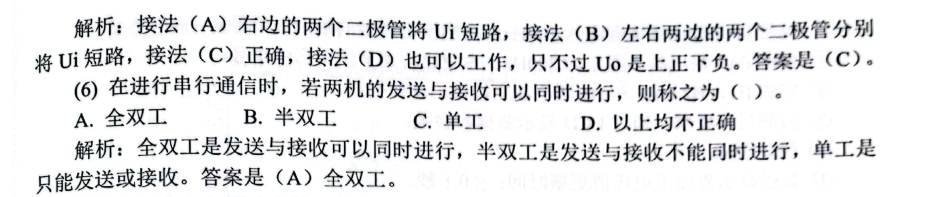 解析：接法（A）右边的两个二极管将 Ui 短路，接法（B）左右两边的两个二极管分别
将 Ui 短路，接法（C）正确，接法（D）也可以工作，只不过 Uo 是上正下负。答案是（C）。
(6) 在进行串行通信时，若两机的发送与接收可以同时进行，则称之为（ ）。
A. 全双工 B. 半双工 C. 单工 D. 以上均不正确
解析：全双工是发送与接收可以同时进行，半双工是发送与接收不能同时进行，单工是
只能发送或接收。答案是（A）全双工。